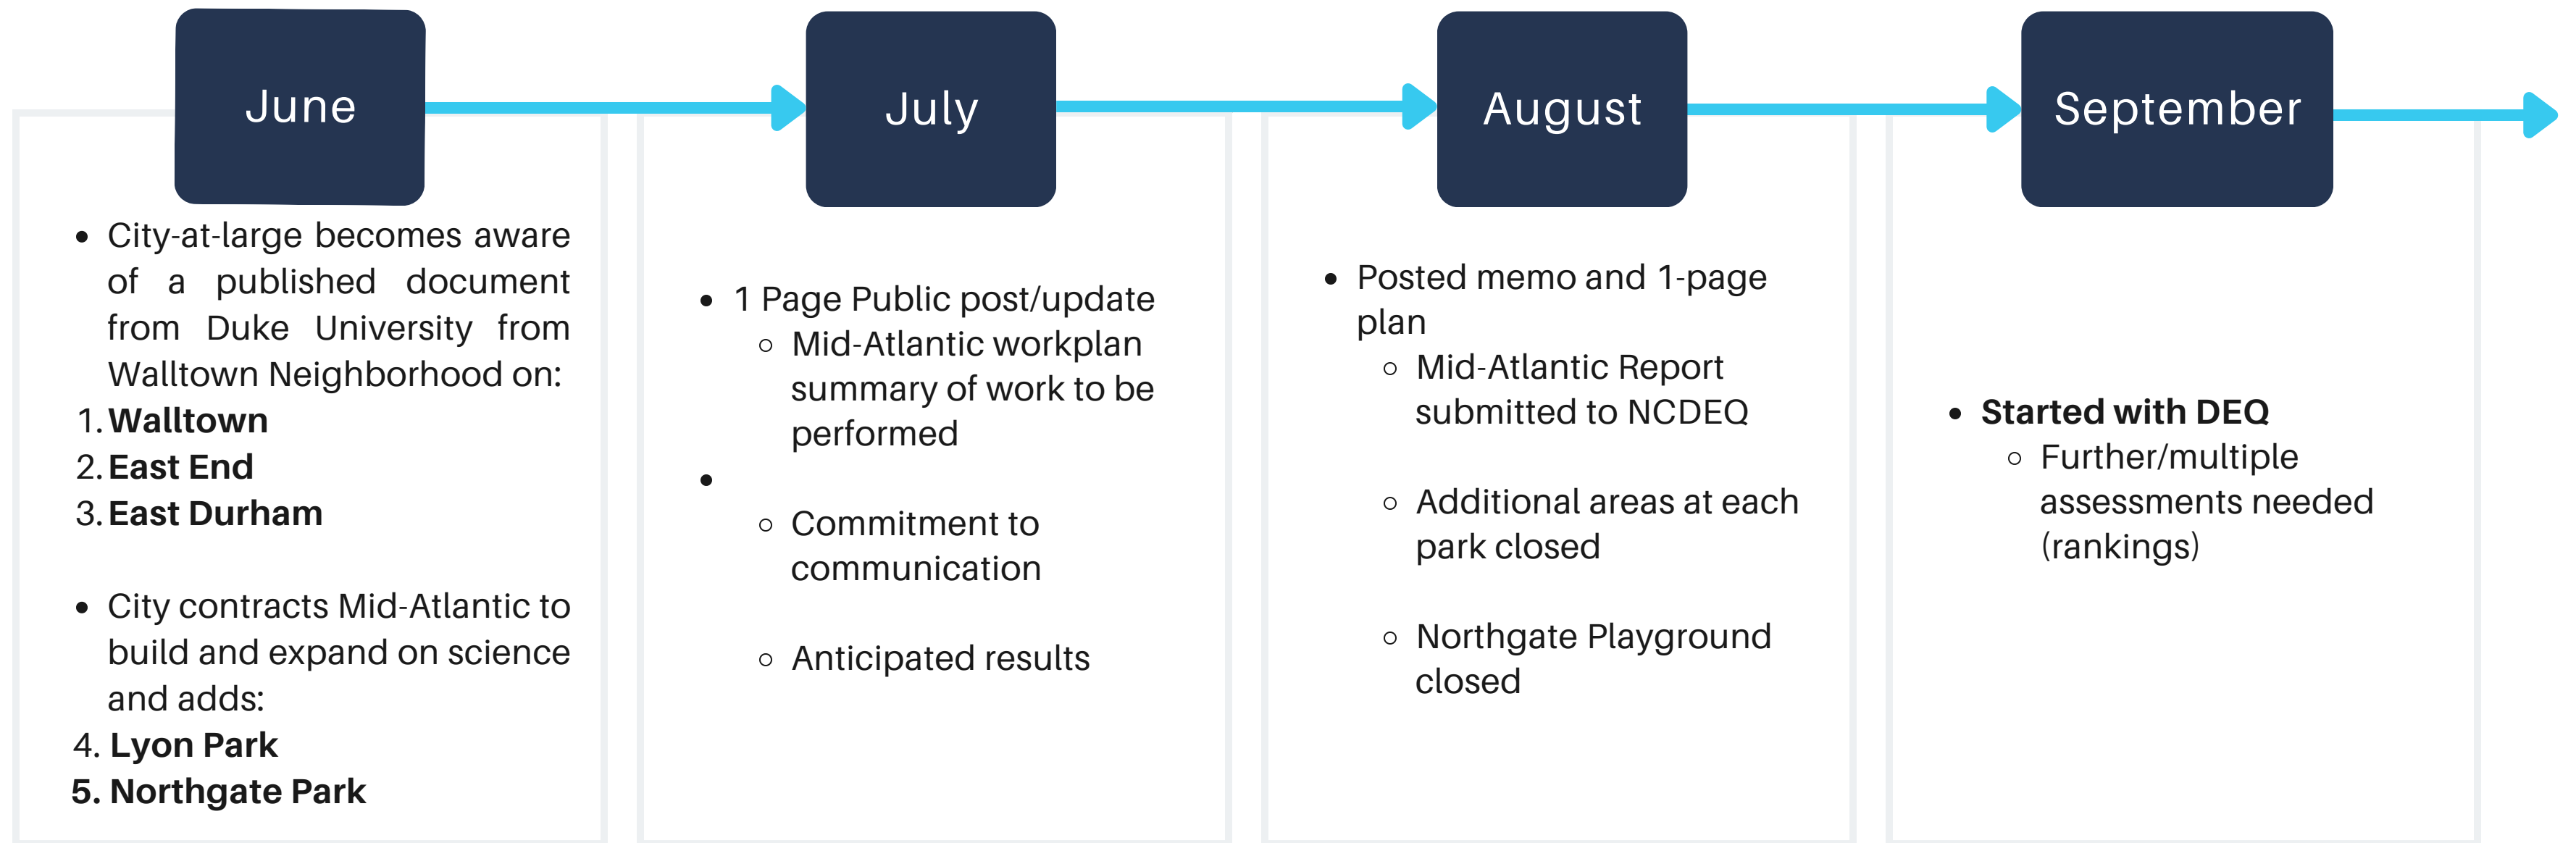 June
July
August
September
• City-at-large becomes aware
of a published document
from Duke University from
Walltown Neighborhood on:
1. Walltown
2. East End
3. East Durham
• City contracts Mid-Atlantic to
build and expand on science
and adds:
4. Lyon Park
5. Northgate Park
• 1 Page Public post/update
○ Mid-Atlantic workplan
summary of work to be
performed
•
○ Commitment to
communication
○ Anticipated results
• Posted memo and 1-page
plan
○ Mid-Atlantic Report
submitted to NCDEQ
○ Additional areas at each
park closed
○ Northgate Playground
closed
• Started with DEQ
○ Further/multiple
assessments needed
(rankings)